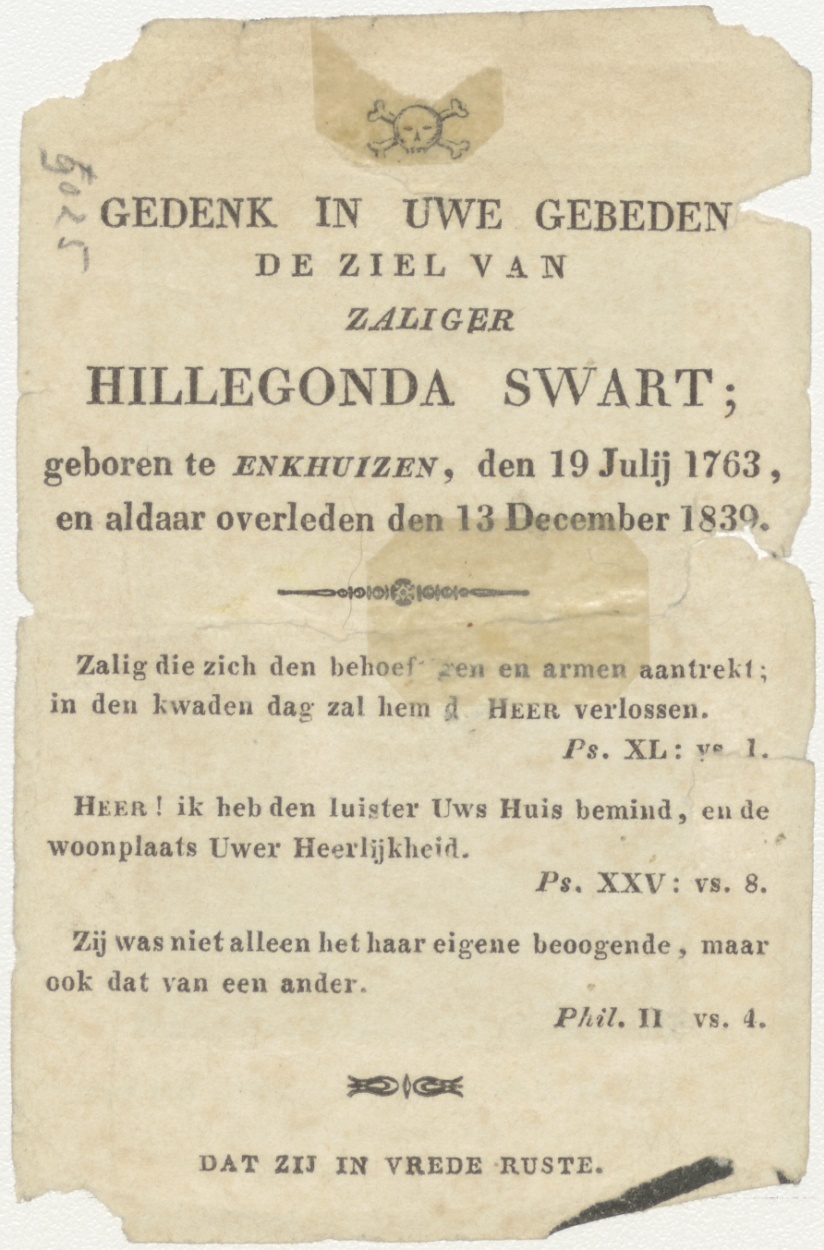 GEDENK IN UWE GEBEDEN
DE ZIEL VAN
ZALIGER
HILLEGONDA SWART;
geboren te ENKHUIZEN, den 19 Julij 1763,
en aldaar overleden den 13 December 1839.
Zalig die zich den en armen aantrekt;
in den kwaden dag zal hem HEER verlossen.
Ps. XL: 1.
HEER! ik heb den luister Uws Huis bemind, en de
woonplaats Uwer Heerlijkheid.
Ps. XXV: vs. 8.
Zij was niet alleen het haar eigene beoogende, maar
ook dat van een ander.
Phil. II vs. 4.
DAT ZIJ IN VREDE RUSTE.